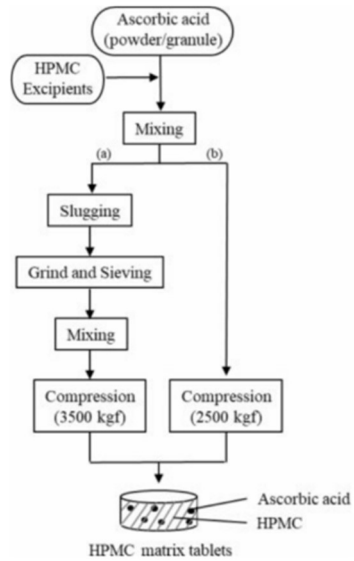 Ascorbic acid
(powder/granule)
HPMC
Excipients
Mixing
(a)
(b)
Slugging
Grind and Sieving
Mixing
Compression
(3500 kgf)
Compression
(2500 kgf)
Ascorbic acid
HPMC
HPMC matrix tablets